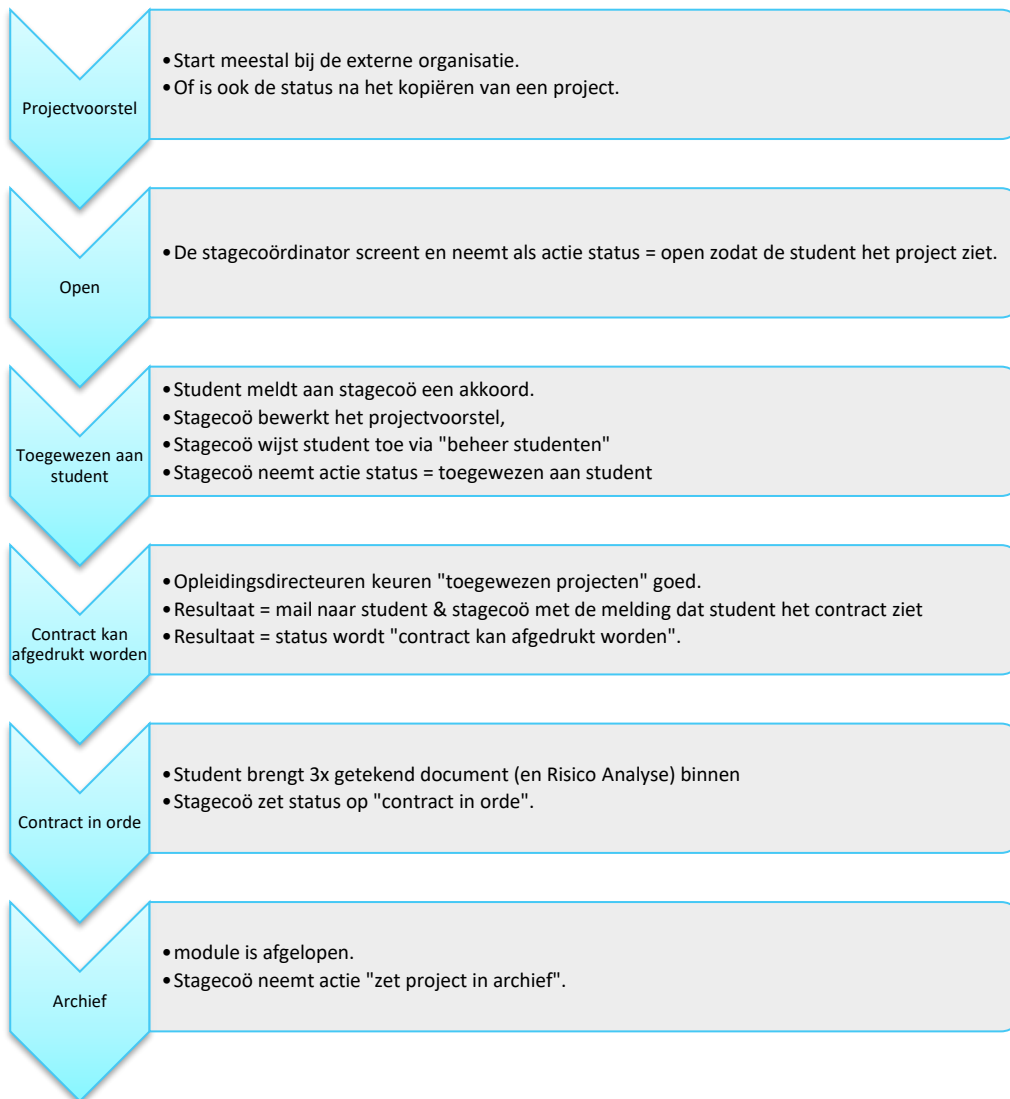 Projectvoorstel
•Start meestal bij de externe organisatie.
•Of is ook de status na het kopiëren van een project.
Open
•De stagecoördinator screent en neemt als actie status = open zodat de student het project ziet.
Toegewezen aan
student
•Student meldt aan stagecoö een akkoord.
•Stagecoö bewerkt het projectvoorstel,
•Stagecoö wijst student toe via "beheer studenten"
•Stagecoö neemt actie status = toegewezen aan student
Contract kan
afgedrukt worden
•Opleidingsdirecteuren keuren "toegewezen projecten" goed.
•Resultaat = mail naar student & stagecoö met de melding dat student het contract ziet
•Resultaat = status wordt "contract kan afgedrukt worden".
Contract in orde
•Student brengt 3x getekend document (en Risico Analyse) binnen
•Stagecoö zet status op "contract in orde".
Archief
•module is afgelopen.
•Stagecoö neemt actie "zet project in archief".